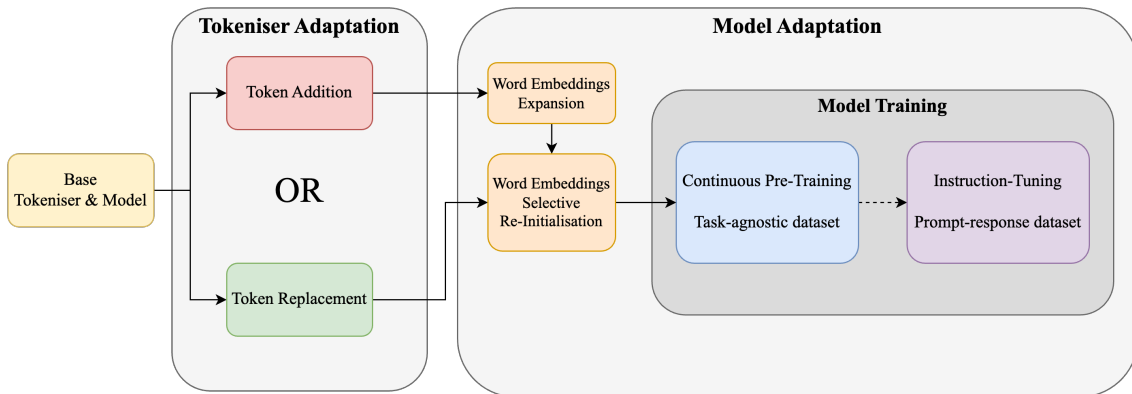 Tokeniser Adaptation
Model Adaptation
Token Addition
Word Embeddings
Expansion
Model Training
Base
Tokeniser & Model
OR
Word Embeddings
Selective
Re-Initialisation
Continuous Pre-Training
Task-agnostic dataset
Instruction-Tuning
Prompt-response dataset
Token Replacement